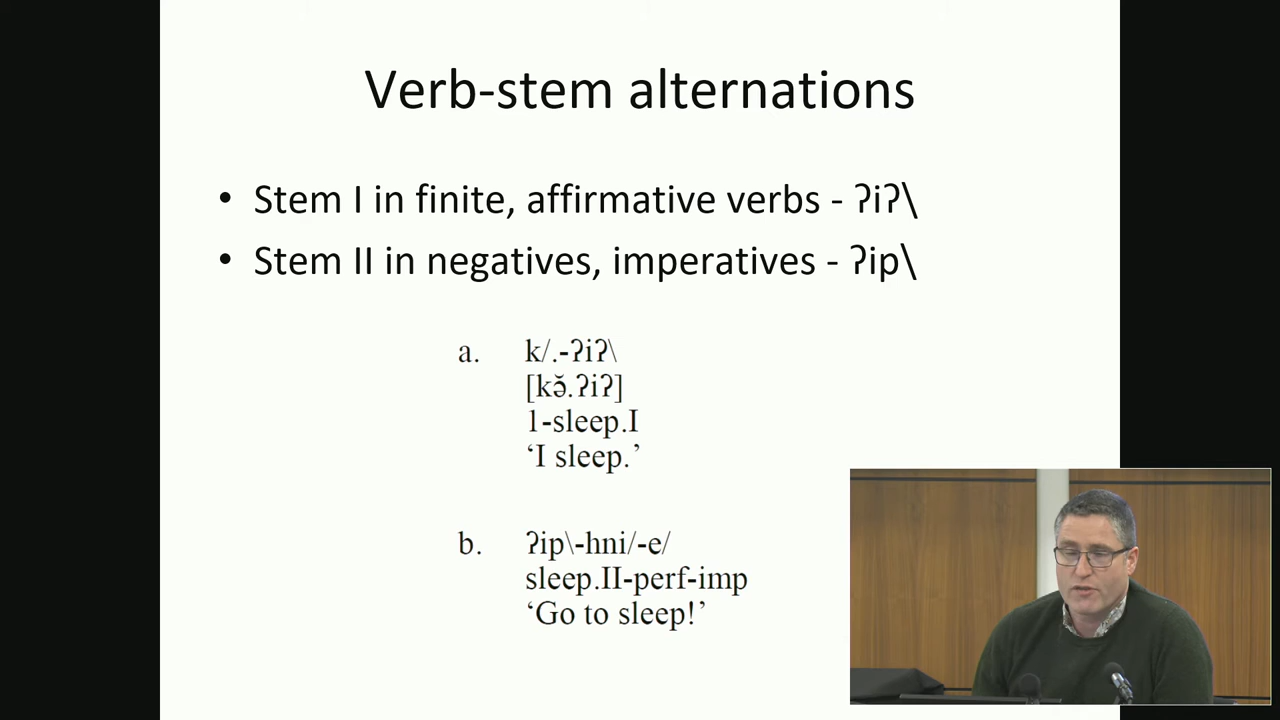 Verb-stem alternations
• Stem I in finite, affirmative verbs - ʔiʔ\
• Stem II in negatives, imperatives - ʔip\
a. k/.-ʔiʔ\
[kə̆.ʔiʔ]
1-sleep.I
‘I sleep.’
b. ʔip\-hni/-e/
sleep.II-perf-imp
‘Go to sleep!’